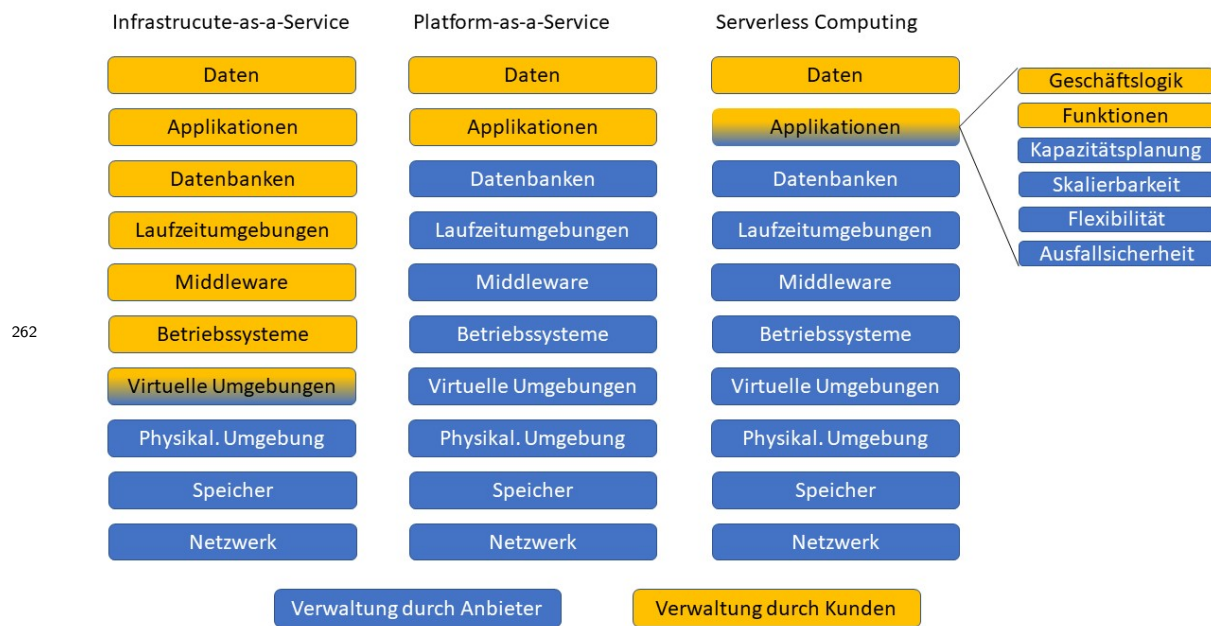 Infrastrucute-as-a-Service
Platform-as-a-Service
Serverless Computing
Daten
Daten
Daten
Applikationen
Applikationen
Applikationen
Datenbanken
Datenbanken
Datenbanken
Laufzeitumgebungen
Laufzeitumgebungen
Laufzeitumgebungen
Middleware
Middleware
Middleware
262
Betriebssysteme
Betriebssysteme
Betriebssysteme
Virtuelle Umgebungen
Virtuelle Umgebungen
Virtuelle Umgebungen
Physikal. Umgebung
Physikal. Umgebung
Physikal. Umgebung
Speicher
Speicher
Speicher
Netzwerk
Netzwerk
Netzwerk
Geschäftslogik
Funktionen
Kapazitätsplanung
Skalierbarkeit
Flexibilität
Ausfallsicherheit
Verwaltung durch Anbieter
Verwaltung durch Kunden